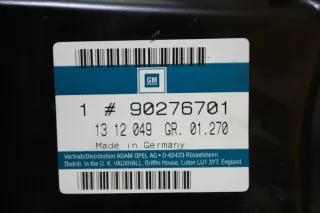 GM
1 # 90276701
13 12 049 GR. 01.270
Made in Germany
Vertrieb/Distribution ADAM OPEL AG • D-65423 Rüsselsheim
Distrib. in the U. K. VAUXHALL, Griffin House, Luton LU1 3YT. England